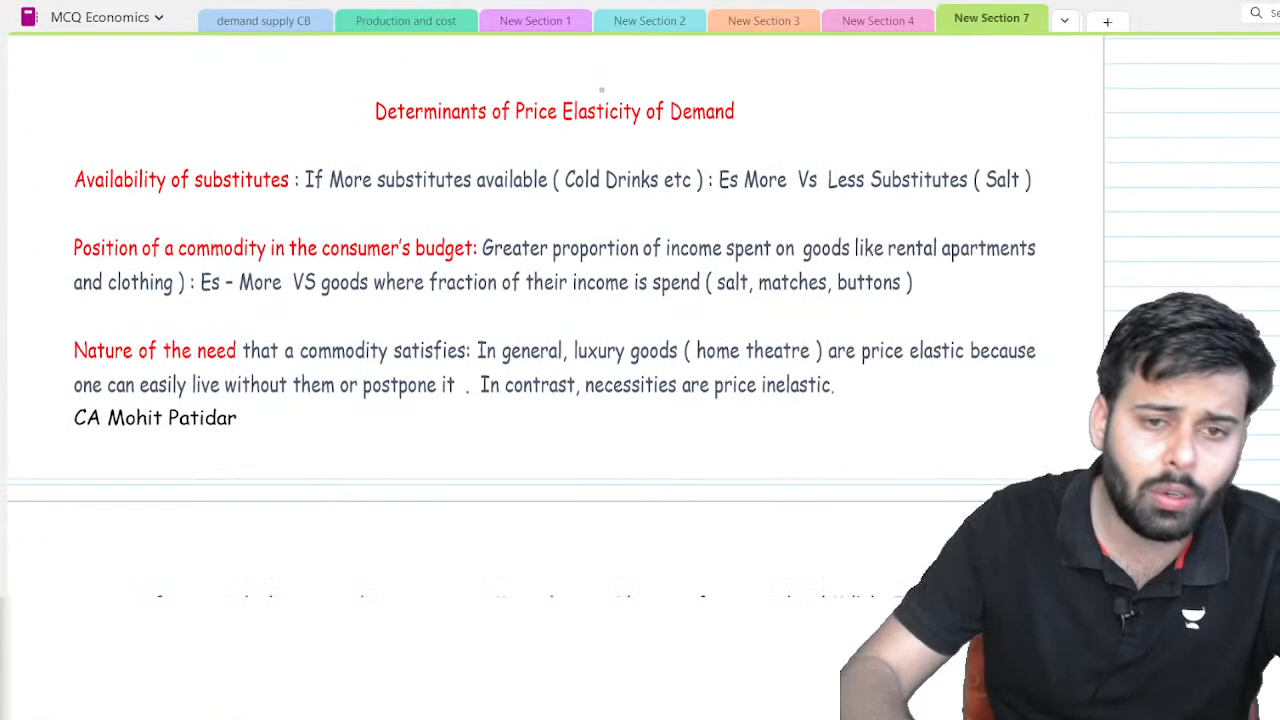 MCQ Economics
demand supply CB
Production and cost
New Section 1
New Section 2
New Section 3
New Section 4
New Section 7
Determinants of Price Elasticity of Demand
Availability of substitutes : If More substitutes available ( Cold Drinks etc ) : Es More Vs Less Substitutes ( Salt )
Position of a commodity in the consumer's budget: Greater proportion of income spent on goods like rental apartments
and clothing ) : Es – More VS goods where fraction of their income is spend ( salt, matches, buttons )
Nature of the need that a commodity satisfies: In general, luxury goods ( home theatre ) are price elastic because
one can easily live without them or postpone it . In contrast, necessities are price inelastic.
CA Mohit Patidar